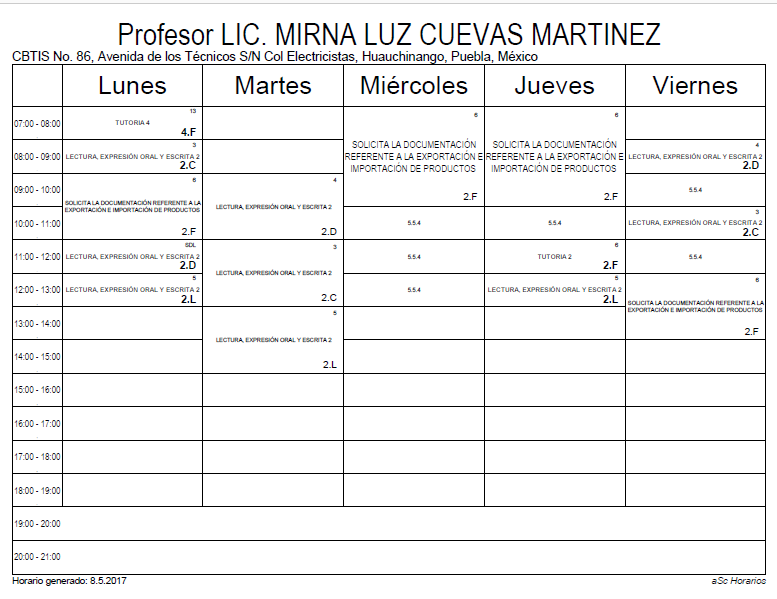 Profesor LIC. MIRNA LUZ CUEVAS MARTINEZ
CBTIS No. 86, Avenida de los Técnicos S/N Col Electricistas, Huauchinango, Puebla, México
Lunes Martes Miércoles Jueves Viernes
07:00 - 08:00
13
TUTORIA 4
4.F
6
SOLICITA LA DOCUMENTACIÓN
REFERENTE A LA EXPORTACIÓN E
IMPORTACIÓN DE PRODUCTOS
2.F
6
SOLICITA LA DOCUMENTACIÓN
REFERENTE A LA EXPORTACIÓN E
IMPORTACIÓN DE PRODUCTOS
2.F
08:00 - 09:00
3
LECTURA, EXPRESIÓN ORAL Y ESCRITA 2
2.C
4
LECTURA, EXPRESIÓN ORAL Y ESCRITA 2
2.D
09:00 - 10:00
6
SOLICITA LA DOCUMENTACIÓN REFERENTE A LA
EXPORTACIÓN E IMPORTACIÓN DE PRODUCTOS
2.F
4
LECTURA, EXPRESIÓN ORAL Y ESCRITA 2
2.D
5.5.4
10:00 - 11:00
5.5.4
5.5.4
3
LECTURA, EXPRESIÓN ORAL Y ESCRITA 2
2.C
11:00 - 12:00
SDL
LECTURA, EXPRESIÓN ORAL Y ESCRITA 2
2.D
3
LECTURA, EXPRESIÓN ORAL Y ESCRITA 2
2.C
5.5.4
6
TUTORIA 2
2.F
5.5.4
12:00 - 13:00
5
LECTURA, EXPRESIÓN ORAL Y ESCRITA 2
2.L
5.5.4
5
LECTURA, EXPRESIÓN ORAL Y ESCRITA 2
2.L
6
SOLICITA LA DOCUMENTACIÓN REFERENTE A LA
EXPORTACIÓN E IMPORTACIÓN DE PRODUCTOS
2.F
13:00 - 14:00
5
LECTURA, EXPRESIÓN ORAL Y ESCRITA 2
2.L
14:00 - 15:00
15:00 - 16:00
16:00 - 17:00
17:00 - 18:00
18:00 - 19:00
19:00 - 20:00
20:00 - 21:00
Horario generado: 8.5.2017
aSc Horarios